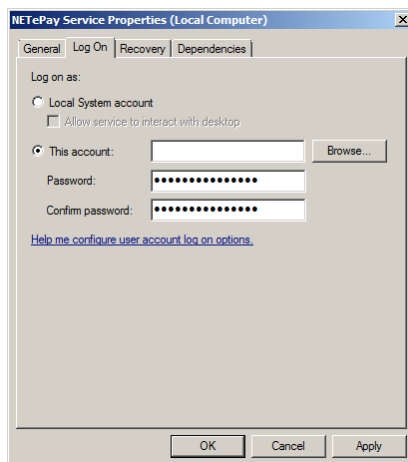 NETePay Service Properties (Local Computer)
General Log On Recovery Dependencies
Log on as:
Local System account
Allow service to interact with desktop
This account: Browse...
Password: •••••••••••••••
Confirm password: •••••••••••••••
Help me configure user account log on options.
OK Cancel Apply